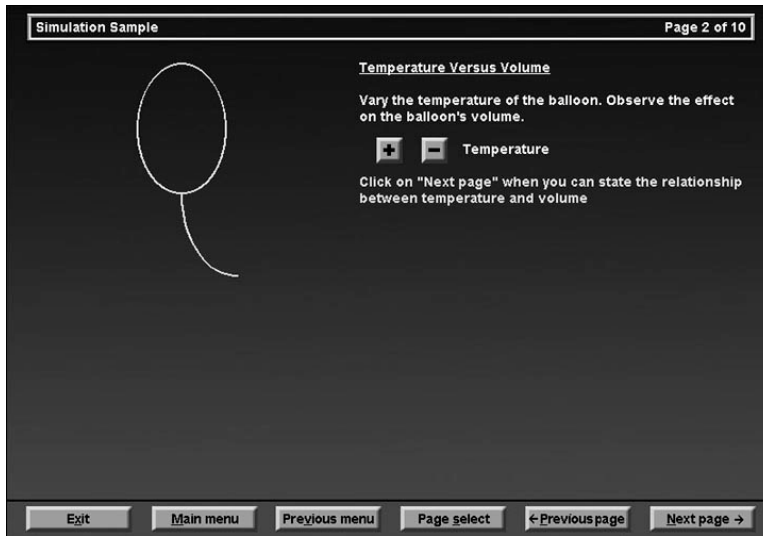 Simulation Sample Page 2 of 10
Temperature Versus Volume
Vary the temperature of the balloon. Observe the effect
on the balloon's volume.
+ - Temperature
Click on "Next page" when you can state the relationship
between temperature and volume
Exit Main menu Previous menu Page select ←Previous page Next page →